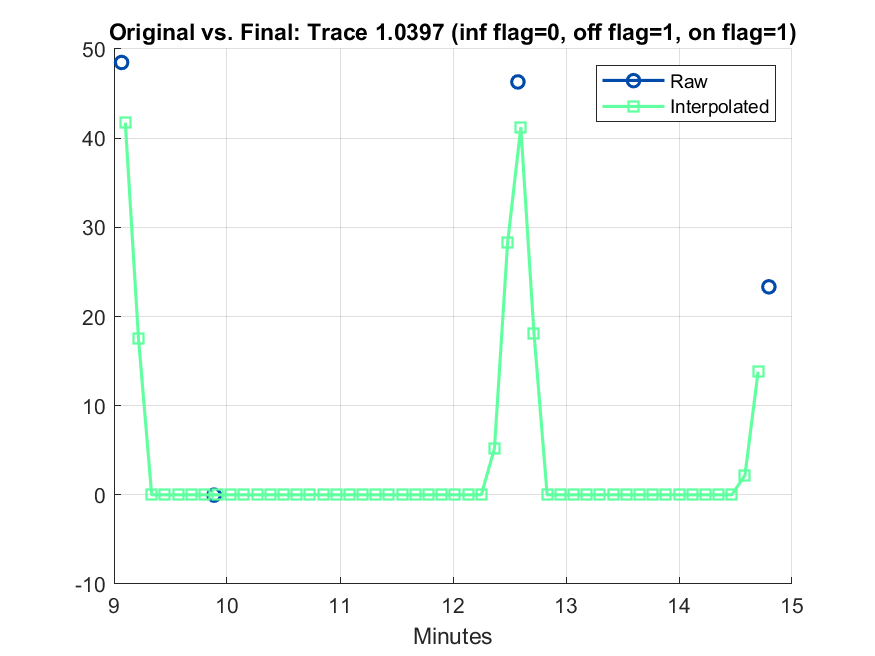 Original vs. Final: Trace 1.0397 (inf flag=0, off flag=1, on flag=1)
50
40
30
20
10
0
-10
Raw
Interpolated
9 10 11 12 13 14 15
Minutes